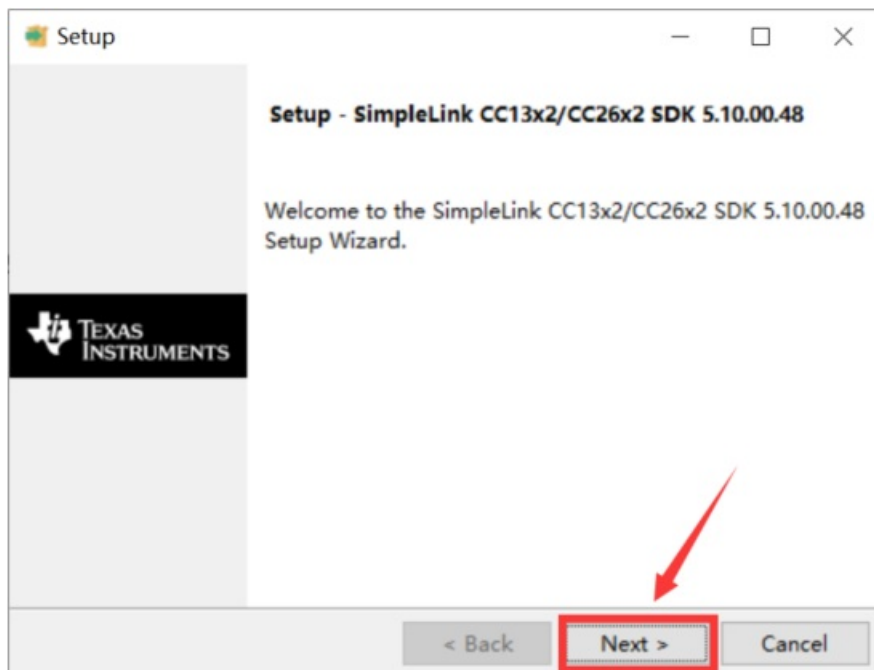 Setup
Setup - SimpleLink CC13x2/CC26x2 SDK 5.10.00.48
Welcome to the SimpleLink CC13x2/CC26x2 SDK 5.10.00.48
Setup Wizard.
TEXAS
INSTRUMENTS
< Back
Next >
Cancel